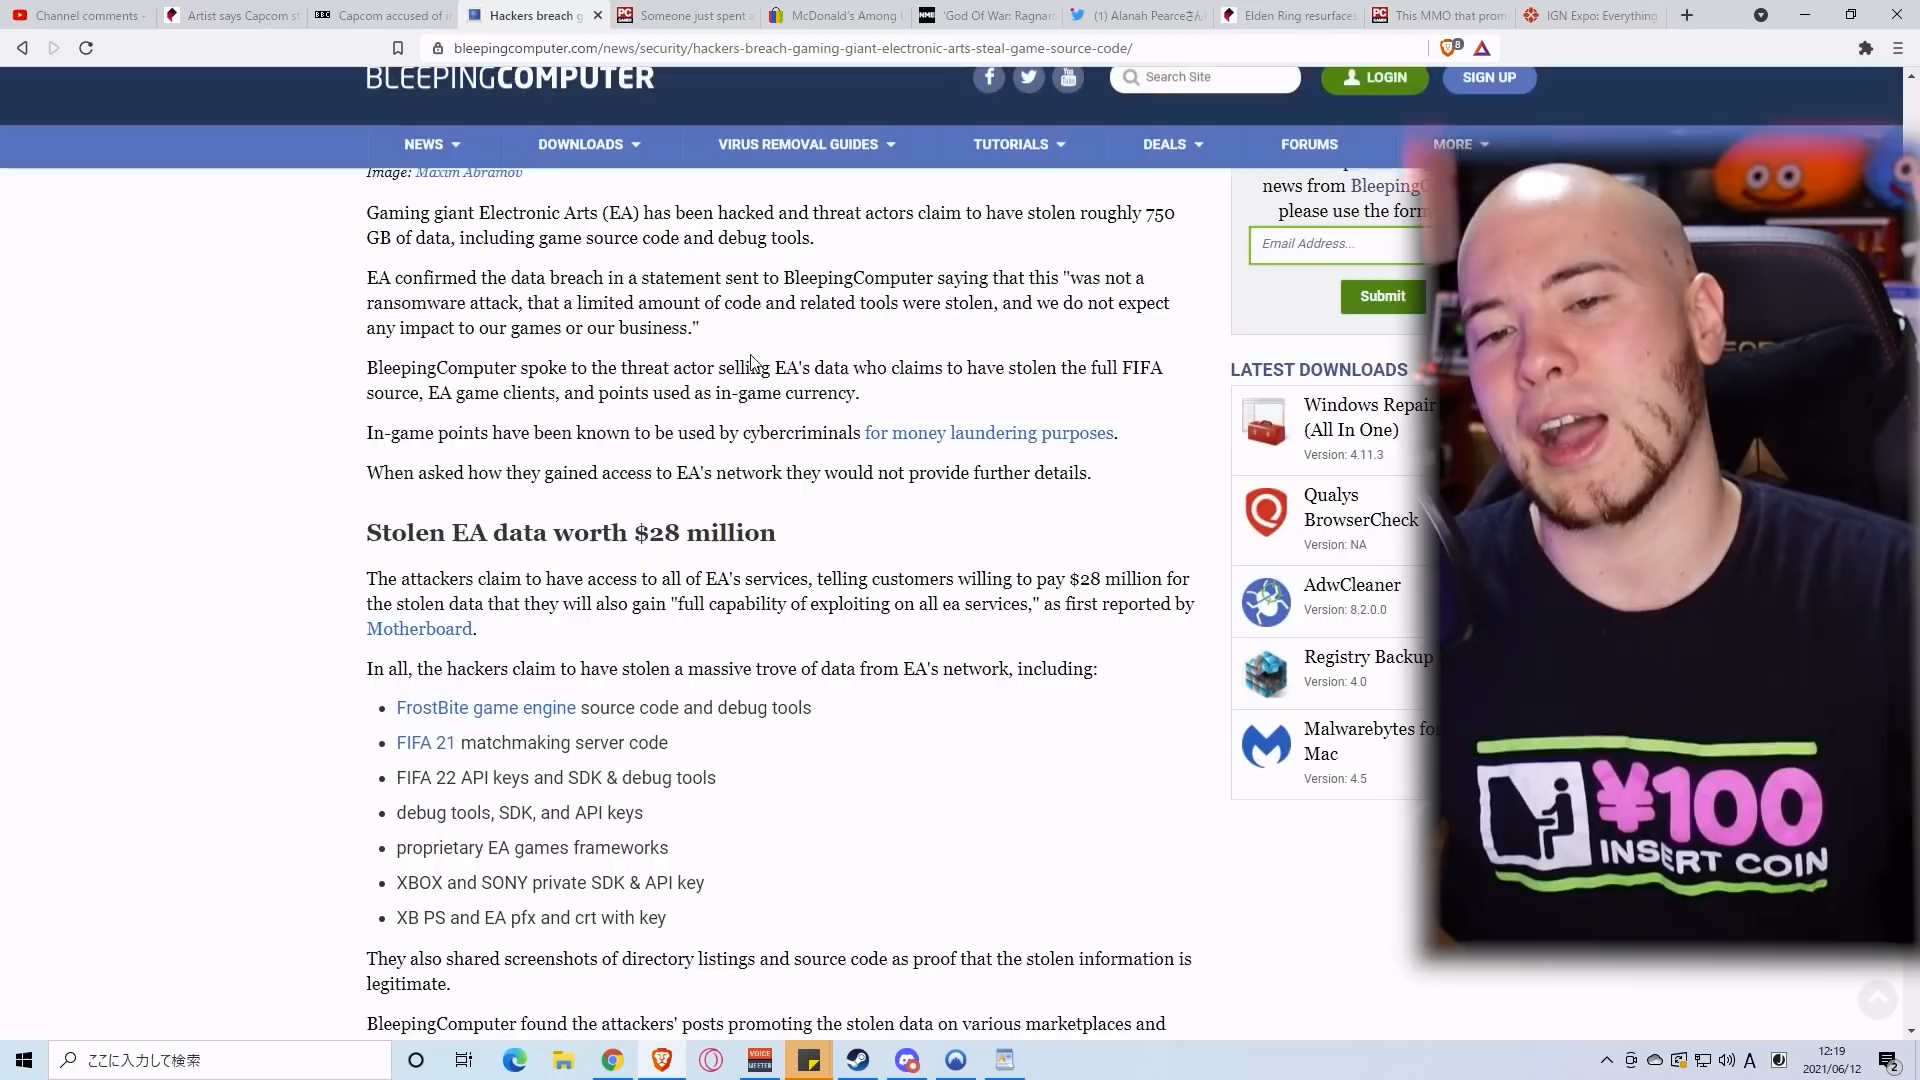 Channel comments -
Artist says Capcom st
Capcom accused of i
Hackers breach g
Someone just spent a
McDonald's Among U
'God Of War: Ragnar
(1) Alanah Pearceさん
Elden Ring resurfaces
This MMO that prom
IGN Expo: Everything
bleepingcomputer.com/news/security/hackers-breach-gaming-giant-electronic-arts-steal-game-source-code/
8
BLEEPINGCOMPUTER
Search Site
LOGIN
SIGN UP
NEWS
DOWNLOADS
VIRUS REMOVAL GUIDES
TUTORIALS
DEALS
FORUMS
MORE
Image: Maxim Abramov
Gaming giant Electronic Arts (EA) has been hacked and threat actors claim to have stolen roughly 750
GB of data, including game source code and debug tools.
EA confirmed the data breach in a statement sent to BleepingComputer saying that this "was not a
ransomware attack, that a limited amount of code and related tools were stolen, and we do not expect
any impact to our games or our business."
BleepingComputer spoke to the threat actor selling EA's data who claims to have stolen the full FIFA
source, EA game clients, and points used as in-game currency.
In-game points have been known to be used by cybercriminals for money laundering purposes.
When asked how they gained access to EA's network they would not provide further details.
Stolen EA data worth $28 million
The attackers claim to have access to all of EA's services, telling customers willing to pay $28 million for
the stolen data that they will also gain "full capability of exploiting on all ea services," as first reported by
Motherboard.
In all, the hackers claim to have stolen a massive trove of data from EA's network, including:
• FrostBite game engine source code and debug tools
• FIFA 21 matchmaking server code
• FIFA 22 API keys and SDK & debug tools
• debug tools, SDK, and API keys
• proprietary EA games frameworks
• XBOX and SONY private SDK & API key
• XB PS and EA pfx and crt with key
They also shared screenshots of directory listings and source code as proof that the stolen information is
legitimate.
BleepingComputer found the attackers' posts promoting the stolen data on various marketplaces and
news from Bleeping
please use the form
Email Address...
Submit
LATEST DOWNLOADS
Windows Repair
(All In One)
Version: 4.11.3
Qualys
BrowserCheck
Version: NA
AdwCleaner
Version: 8.2.0.0
Registry Backup
Version: 4.0
Malwarebytes fo
Mac
Version: 4.5
¥100
INSERT COIN
ここに入力して検索
VOICE
MEETER
A
12:19
2021/06/12
2